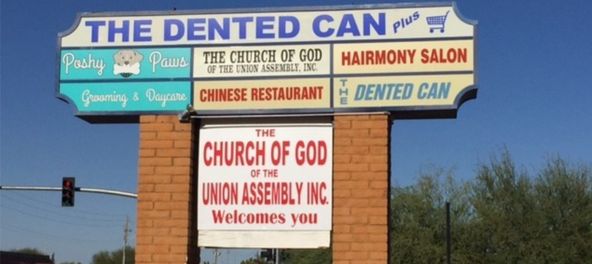 THE DENTED CAN Plus
Poshy Paws
Grooming & Daycare
THE CHURCH OF GOD
OF THE UNION ASSEMBLY, INC.
HAIRMONY SALON
CHINESE RESTAURANT
THE DENTED CAN
THE
CHURCH OF GOD
OF THE
UNION ASSEMBLY INC.
Welcomes you